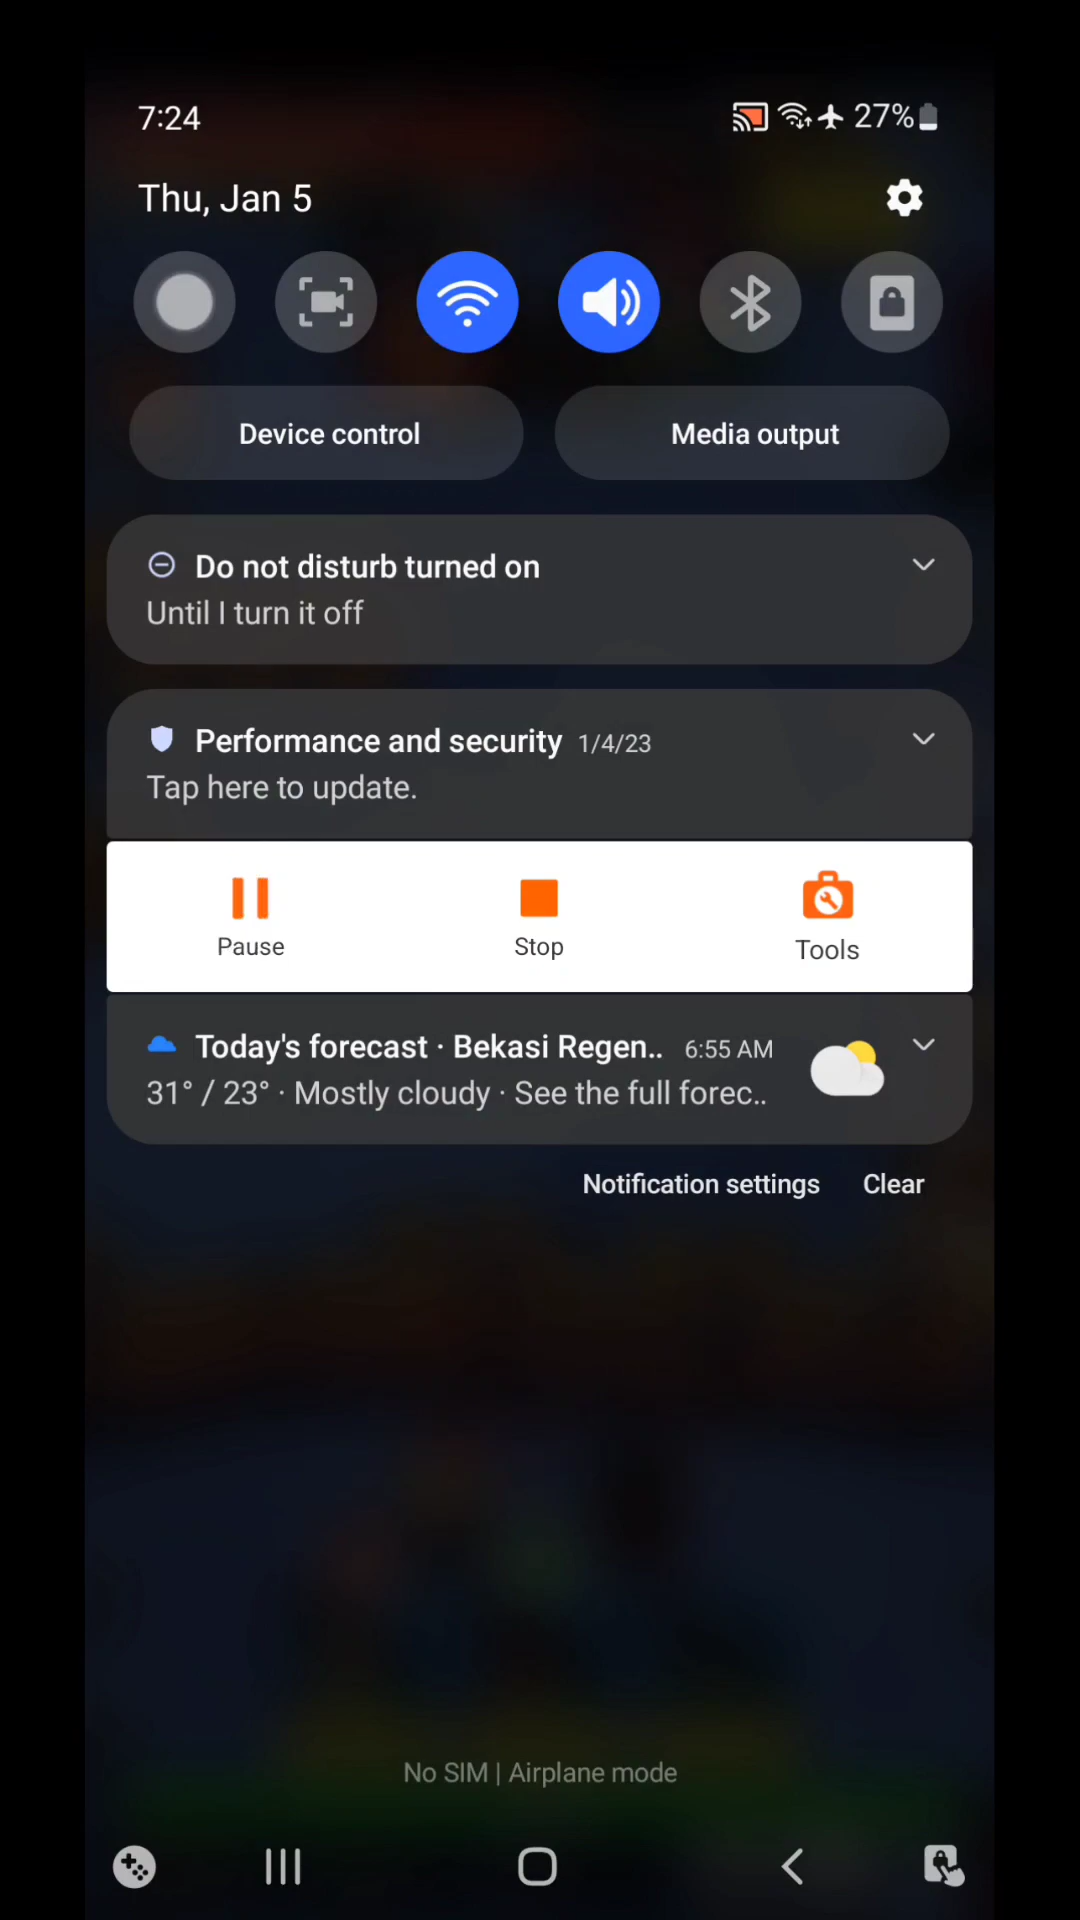 7:24
27%
Thu, Jan 5
Device control
Media output
Do not disturb turned on
Until I turn it off
Performance and security 1/4/23
Tap here to update.
Pause
Stop
Tools
Today's forecast · Bekasi Regen.. 6:55 AM
31° / 23° · Mostly cloudy · See the full forec..
Notification settings
Clear
No SIM | Airplane mode